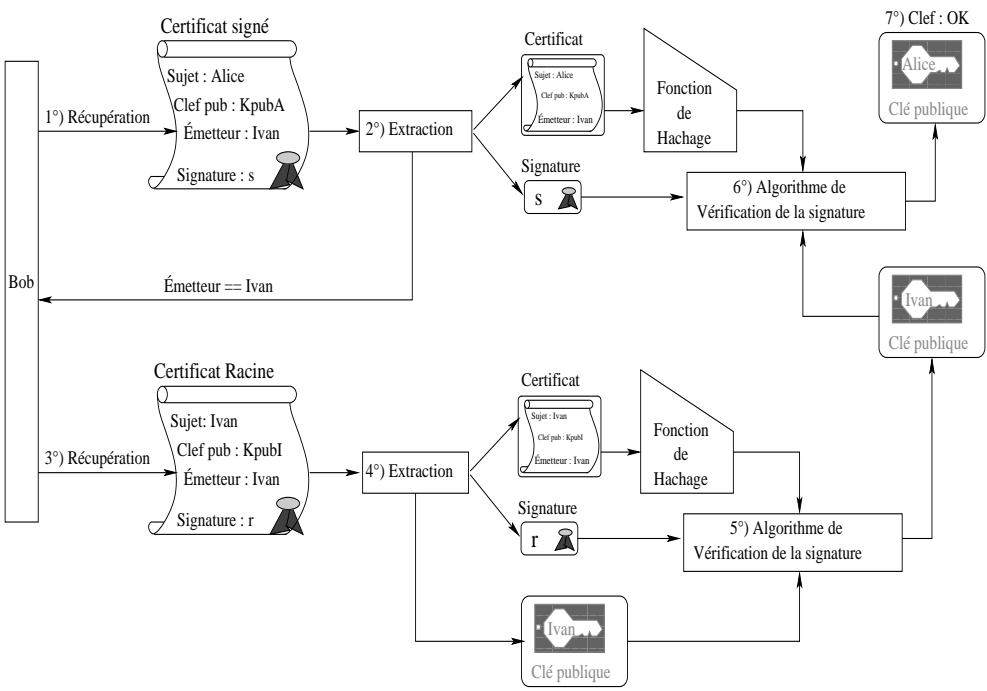 Certificat signé
Sujet : Alice
Clef pub : KpubA
Émetteur : Ivan
Signature : s
1°) Récupération
2°) Extraction
Certificat
Sujet : Alice
Clef pub : KpubA
Émetteur : Ivan
Signature
s
Fonction
de
Hachage
6°) Algorithme de
Vérification de la signature
7°) Clef : OK
Alice
Clé publique
Bob
Émetteur == Ivan
Ivan
Clé publique
Certificat Racine
Sujet: Ivan
Clef pub : KpubI
Émetteur : Ivan
Signature : r
3°) Récupération
4°) Extraction
Certificat
Sujet : Ivan
Clef pub : KpubI
Émetteur : Ivan
Signature
r
Fonction
de
Hachage
5°) Algorithme de
Vérification de la signature
Ivan
Clé publique